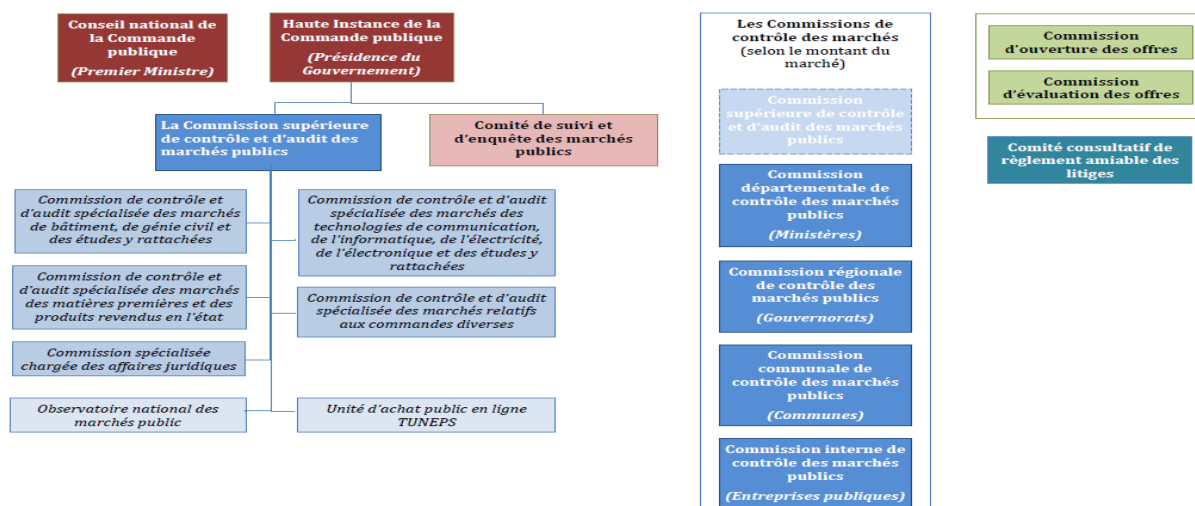 Conseil national de
la Commande
publique
(Premier Ministre)
Haute Instance de la
Commande publique
(Présidence du
Gouvernement)
La Commission supérieure
de contrôle et d'audit des
marchés publics
Comité de suivi et
d'enquête des marchés
publics
Commission de contrôle et
d'audit spécialisée des marchés
de bâtiment, de génie civil et
des études y rattachées
Commission de contrôle et d'audit
spécialisée des marchés des
technologies de communication,
de l'informatique, de l'électricité,
de l'électronique et des études y
rattachées
Commission de contrôle et
d'audit spécialisée des marchés
des matières premières et des
produits revendus en l'état
Commission de contrôle et d'audit
spécialisée des marchés relatifs
aux commandes diverses
Commission spécialisée
chargée des affaires juridiques
Observatoire national des
marchés public
Unité d'achat public en ligne
TUNEPS
Les Commissions de
contrôle des marchés
(selon le montant du
marché)
Commission
supérieure de contrôle
et d'audit des marchés
publics
Commission
départementale de
contrôle des marchés
publics
(Ministères)
Commission régionale
de contrôle des
marchés publics
(Gouvernorats)
Commission
communale de
contrôle des marchés
publics
(Communes)
Commission interne de
contrôle des marchés
publics
(Entreprises publiques)
Commission
d'ouverture des offres
Commission
d'évaluation des offres
Comité consultatif de
règlement amiable des
litiges